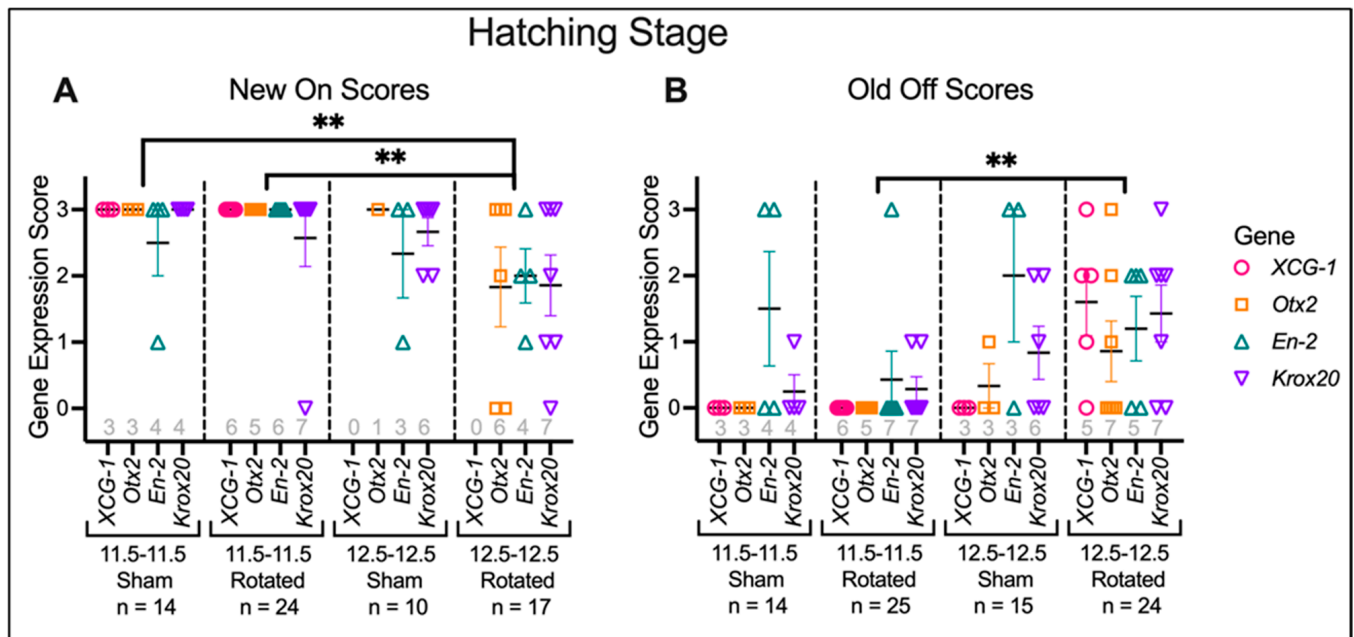 Hatching Stage
A
New On Scores
**
**
Gene Expression Score
3
2
1
0
3 3 4 4 6 5 6 7 0 1 3 6 0 6 4 7
XCG-1 Otx2 En-2 Krox20 XCG-1 Otx2 En-2 Krox20 XCG-1 Otx2 En-2 Krox20 XCG-1 Otx2 En-2 Krox20
11.5-11.5 11.5-11.5 12.5-12.5 12.5-12.5
Sham Rotated Sham Rotated
n = 14 n = 24 n = 10 n = 17
B
Old Off Scores
**
Gene Expression Score
3
2
1
0
3 3 4 4 6 5 7 7 3 3 3 6 5 7 5 7
XCG-1 Otx2 En-2 Krox20 XCG-1 Otx2 En-2 Krox20 XCG-1 Otx2 En-2 Krox20 XCG-1 Otx2 En-2 Krox20
11.5-11.5 11.5-11.5 12.5-12.5 12.5-12.5
Sham Rotated Sham Rotated
n = 14 n = 25 n = 15 n = 24
Gene
XCG-1
Otx2
En-2
Krox20